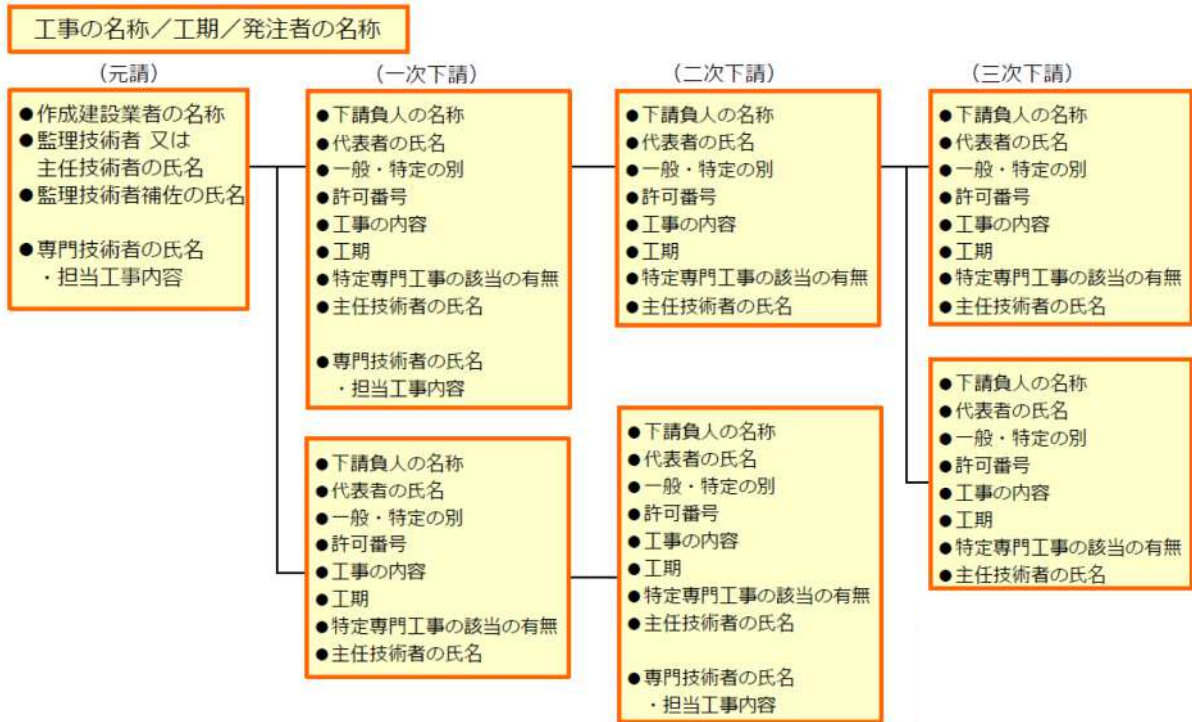 工事の名称／工期／発注者の名称
（元請）
●作成建設業者の名称
●監理技術者 又は
主任技術者の氏名
●監理技術者補佐の氏名
●専門技術者の氏名
・担当工事内容
（一次下請）
●下請負人の名称
●代表者の氏名
●一般・特定の別
●許可番号
●工事の内容
●工期
●特定専門工事の該当の有無
●主任技術者の氏名
●専門技術者の氏名
・担当工事内容
●下請負人の名称
●代表者の氏名
●一般・特定の別
●許可番号
●工事の内容
●工期
●特定専門工事の該当の有無
●主任技術者の氏名
（二次下請）
●下請負人の名称
●代表者の氏名
●一般・特定の別
●許可番号
●工事の内容
●工期
●特定専門工事の該当の有無
●主任技術者の氏名
●下請負人の名称
●代表者の氏名
●一般・特定の別
●許可番号
●工事の内容
●工期
●特定専門工事の該当の有無
●主任技術者の氏名
●専門技術者の氏名
・担当工事内容
（三次下請）
●下請負人の名称
●代表者の氏名
●一般・特定の別
●許可番号
●工事の内容
●工期
●特定専門工事の該当の有無
●主任技術者の氏名
●下請負人の名称
●代表者の氏名
●一般・特定の別
●許可番号
●工事の内容
●工期
●特定専門工事の該当の有無
●主任技術者の氏名